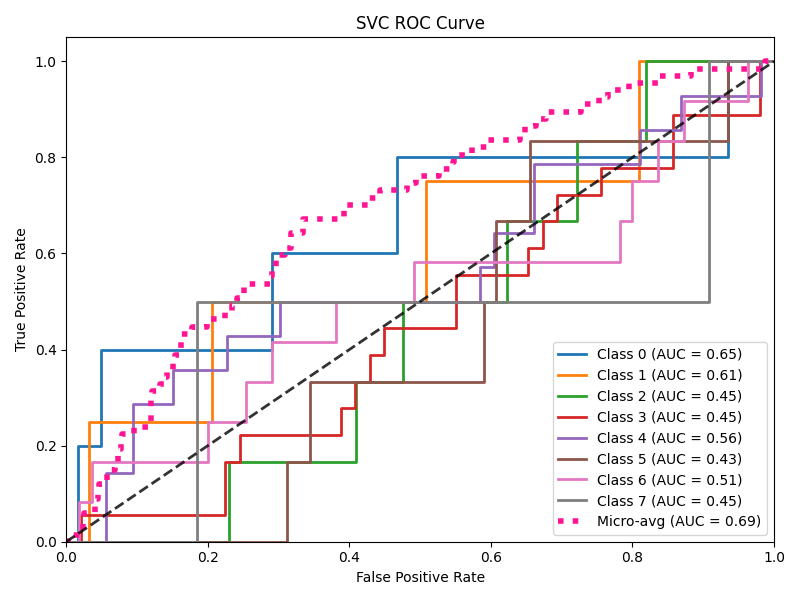 SVC ROC Curve
True Positive Rate
1.0
0.8
0.6
0.4
0.2
0.0
0.0 0.2 0.4 0.6 0.8 1.0
False Positive Rate
Class 0 (AUC = 0.65)
Class 1 (AUC = 0.61)
Class 2 (AUC = 0.45)
Class 3 (AUC = 0.45)
Class 4 (AUC = 0.56)
Class 5 (AUC = 0.43)
Class 6 (AUC = 0.51)
Class 7 (AUC = 0.45)
Micro-avg (AUC = 0.69)